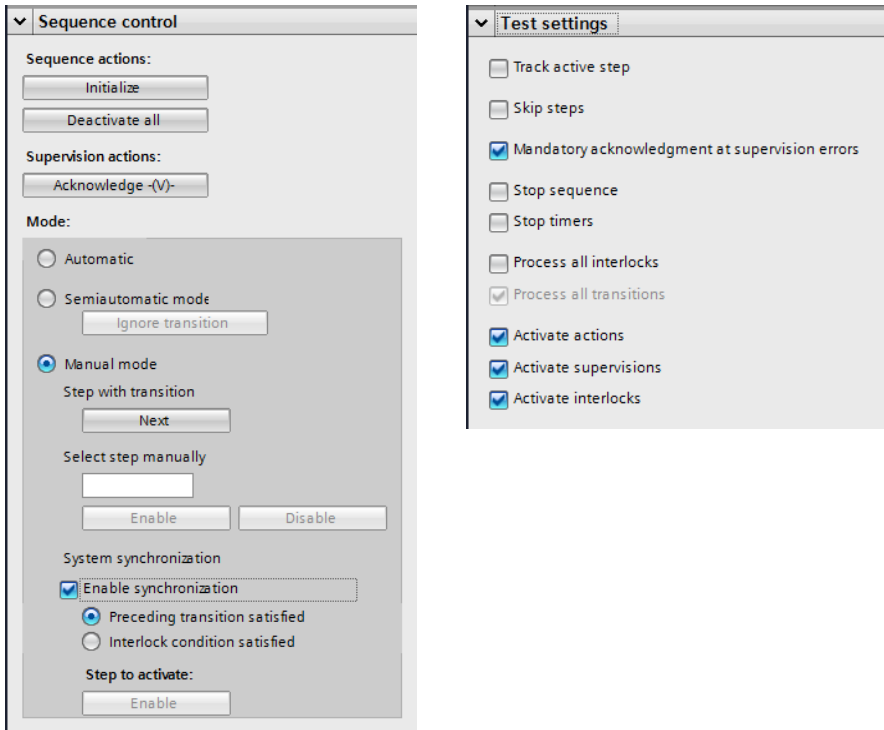 Sequence control
Sequence actions:
Initialize
Deactivate all
Supervision actions:
Acknowledge -(V)-
Mode:
Automatic
Semiautomatic mode
Ignore transition
Manual mode
Step with transition
Next
Select step manually
Enable Disable
System synchronization
Enable synchronization
Preceding transition satisfied
Interlock condition satisfied
Step to activate:
Enable
Test settings
Track active step
Skip steps
Mandatory acknowledgment at supervision errors
Stop sequence
Stop timers
Process all interlocks
Process all transitions
Activate actions
Activate supervisions
Activate interlocks